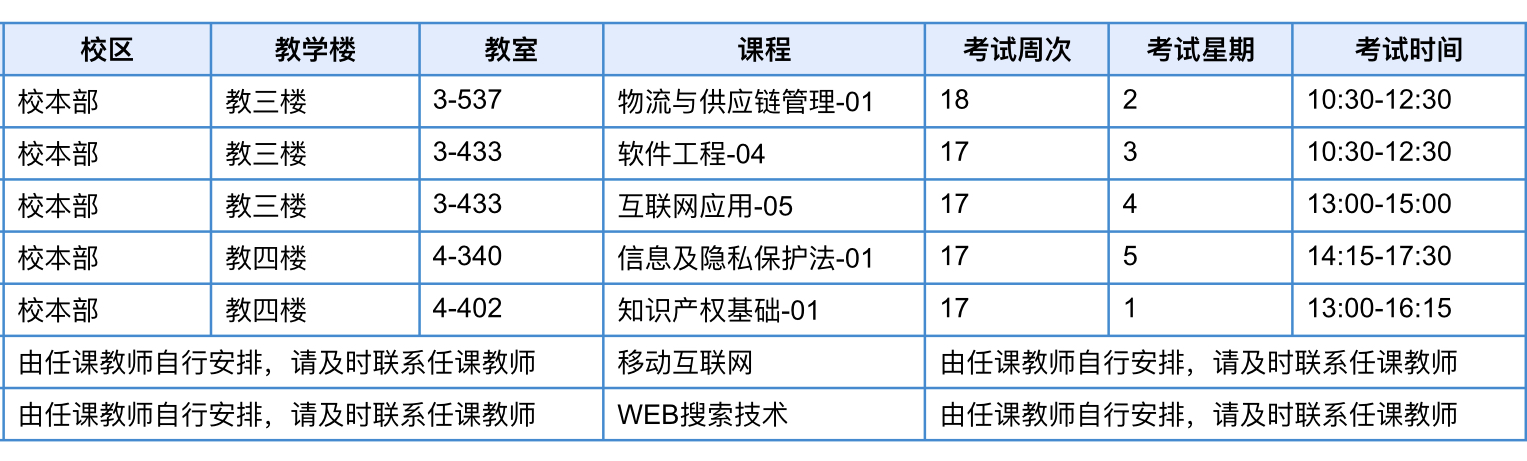 校区 教学楼 教室 课程 考试周次 考试星期 考试时间
校本部 教三楼 3-537 物流与供应链管理-01 18 2 10:30-12:30
校本部 教三楼 3-433 软件工程-04 17 3 10:30-12:30
校本部 教三楼 3-433 互联网应用-05 17 4 13:00-15:00
校本部 教四楼 4-340 信息及隐私保护法-01 17 5 14:15-17:30
校本部 教四楼 4-402 知识产权基础-01 17 1 13:00-16:15
由任课教师自行安排，请及时联系任课教师 移动互联网 由任课教师自行安排，请及时联系任课教师
由任课教师自行安排，请及时联系任课教师 WEB搜索技术 由任课教师自行安排，请及时联系任课教师